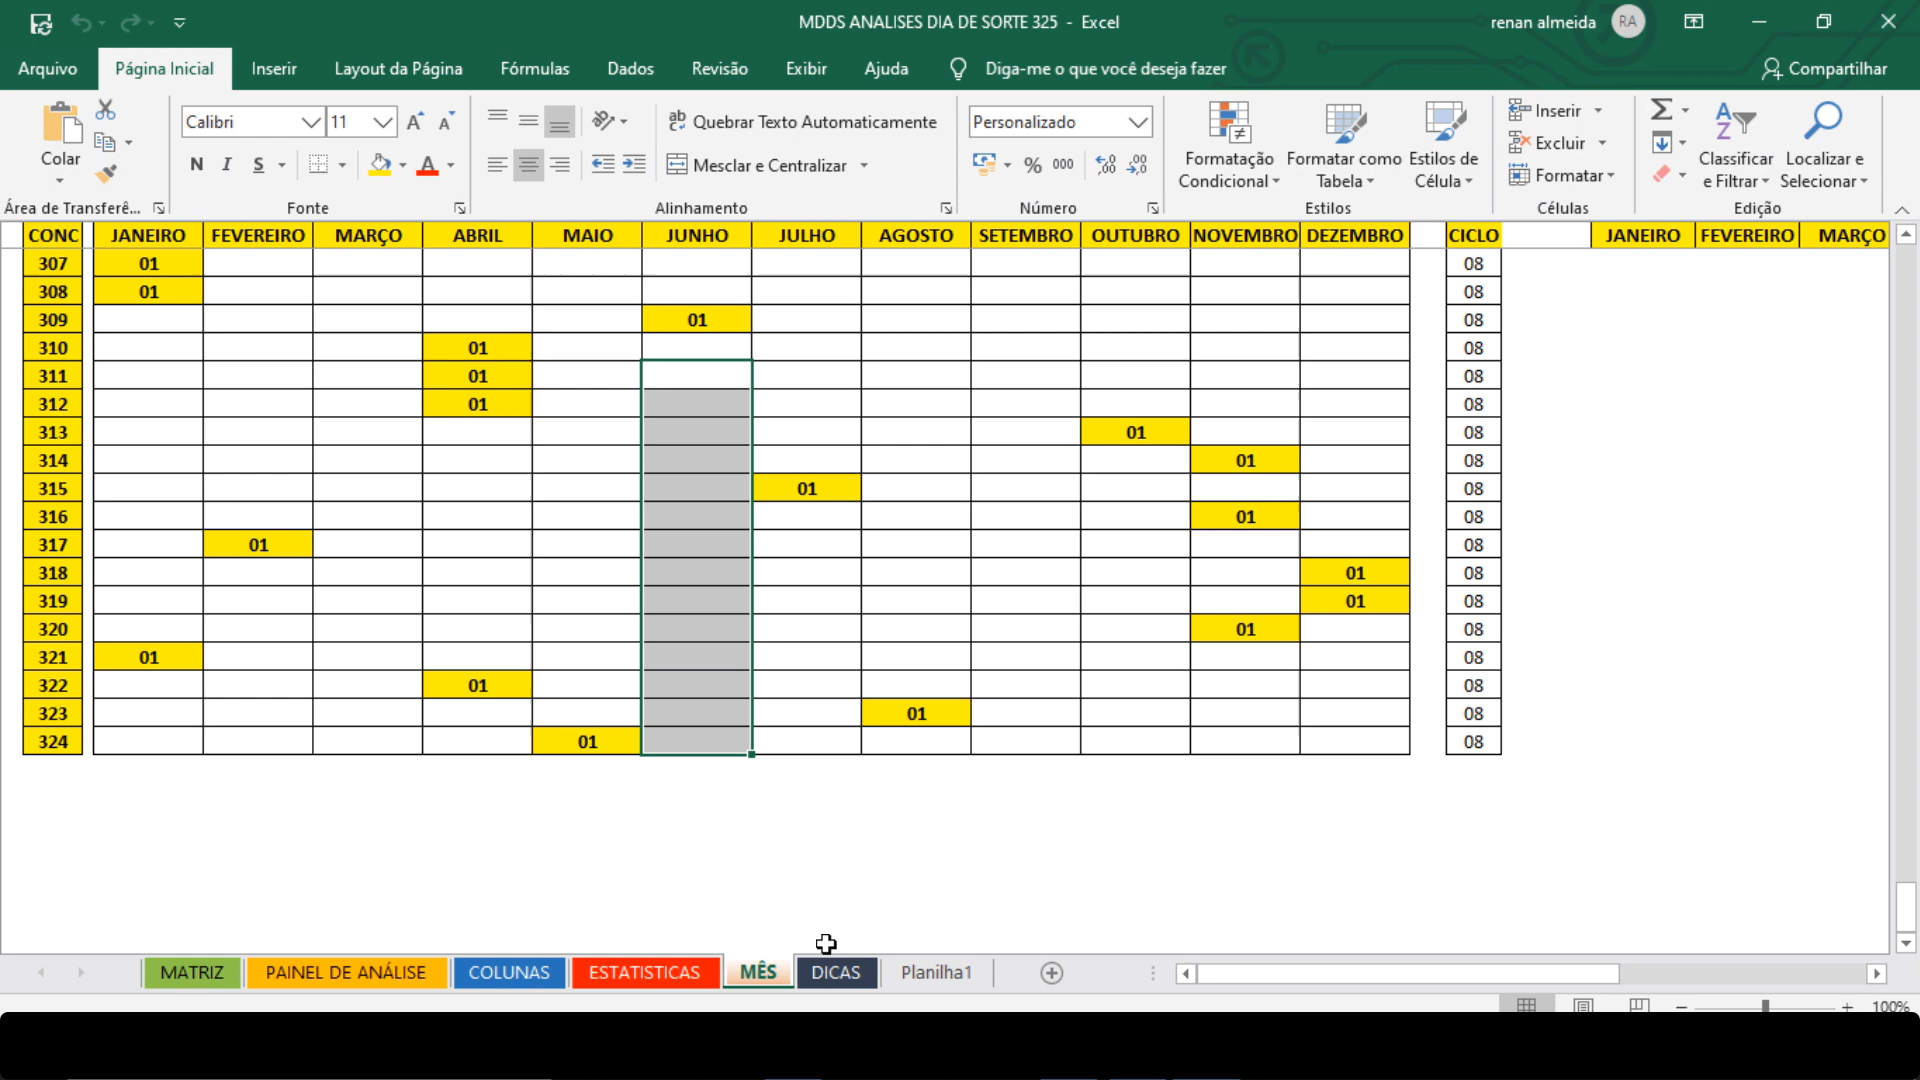 MDDS ANALISES DIA DE SORTE 325 - Excel
renan almeida RA
Arquivo Página Inicial Inserir Layout da Página Fórmulas Dados Revisão Exibir Ajuda Diga-me o que você deseja fazer Compartilhar
Calibri 11 Quebrar Texto Automaticamente Personalizado Inserir
Colar N I S A Mesclar e Centralizar % 000 Formatação Condicional Formatar como Tabela Estilos de Célula Excluir Formatar Classificar e Filtrar Localizar e Selecionar
Área de Transferê... Fonte Alinhamento Número Estilos Células Edição
CONC JANEIRO FEVEREIRO MARÇO ABRIL MAIO JUNHO JULHO AGOSTO SETEMBRO OUTUBRO NOVEMBRO DEZEMBRO CICLO JANEIRO FEVEREIRO MARÇO
307 01 08
308 01 08
309 01 08
310 01 08
311 01 08
312 01 08
313 01 08
314 01 08
315 01 08
316 01 08
317 01 08
318 01 08
319 01 08
320 01 08
321 01 08
322 01 08
323 01 08
324 01 08
MATRIZ PAINEL DE ANÁLISE COLUNAS ESTATISTICAS MÊS DICAS Planilha1
100%